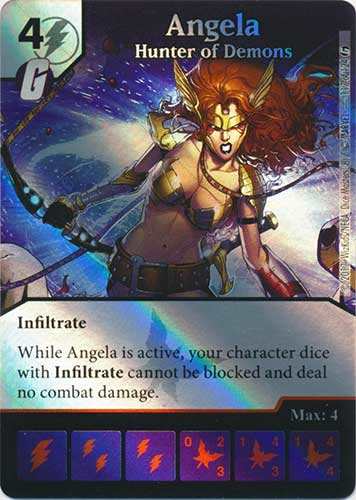 4
Angela
Hunter of Demons
G
Infiltrate
While Angela is active, your character dice
with Infiltrate cannot be blocked and deal
no combat damage.
Max: 4
0 2 3
1 4 3
1 4 4